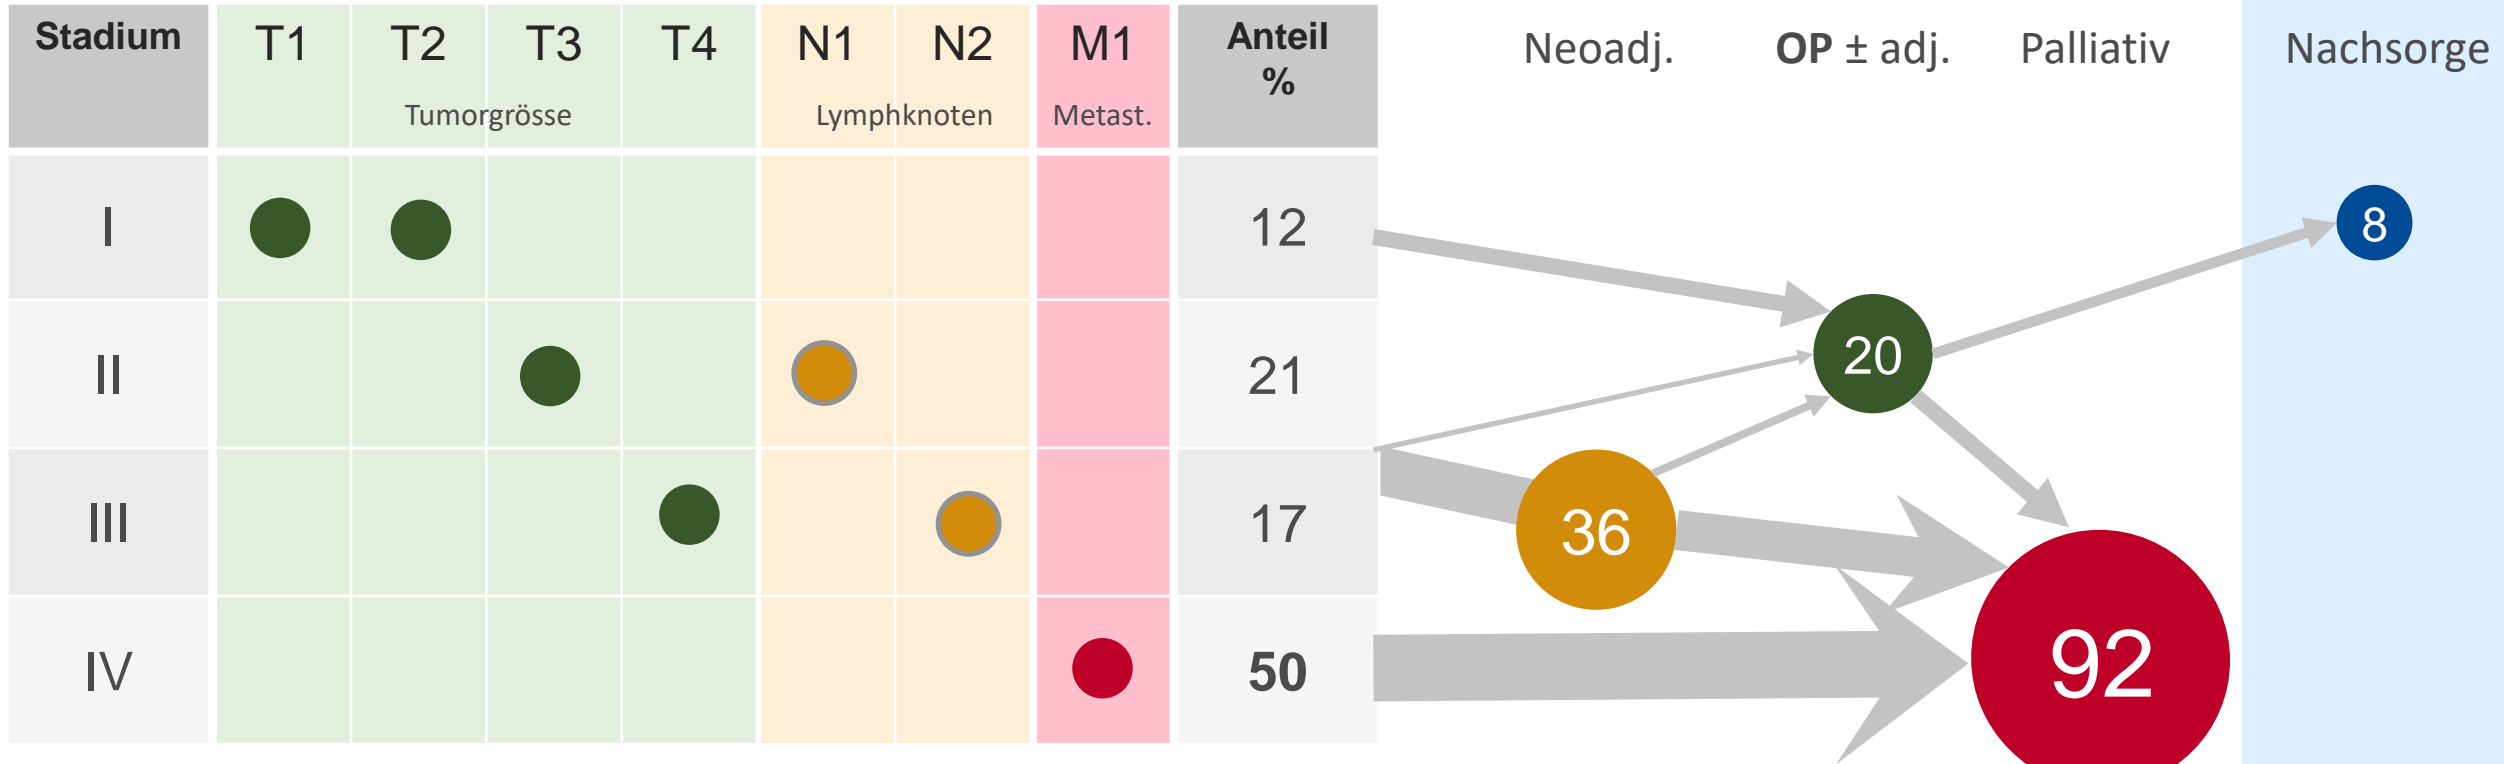 Stadium T1 T2 T3 T4 N1 N2 M1 Anteil
%
Tumorgrösse Lymphknoten Metast.
Neoadj. OP ± adj. Palliativ Nachsorge
I 12
II 21
III 17
IV 50
8
20
36
92